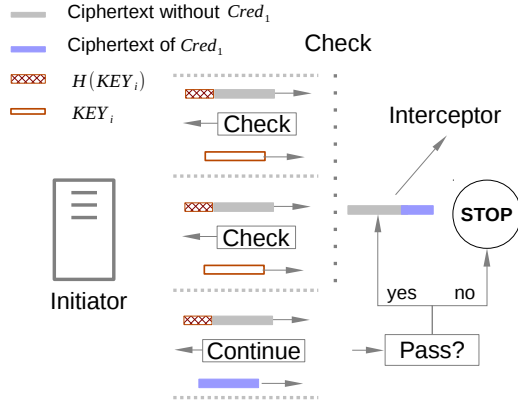 Ciphertext without Cred₁
Ciphertext of Cred₁
H(KEYᵢ)
KEYᵢ
Check
Check
Interceptor
Check
STOP
Initiator
yes no
Continue
Pass?